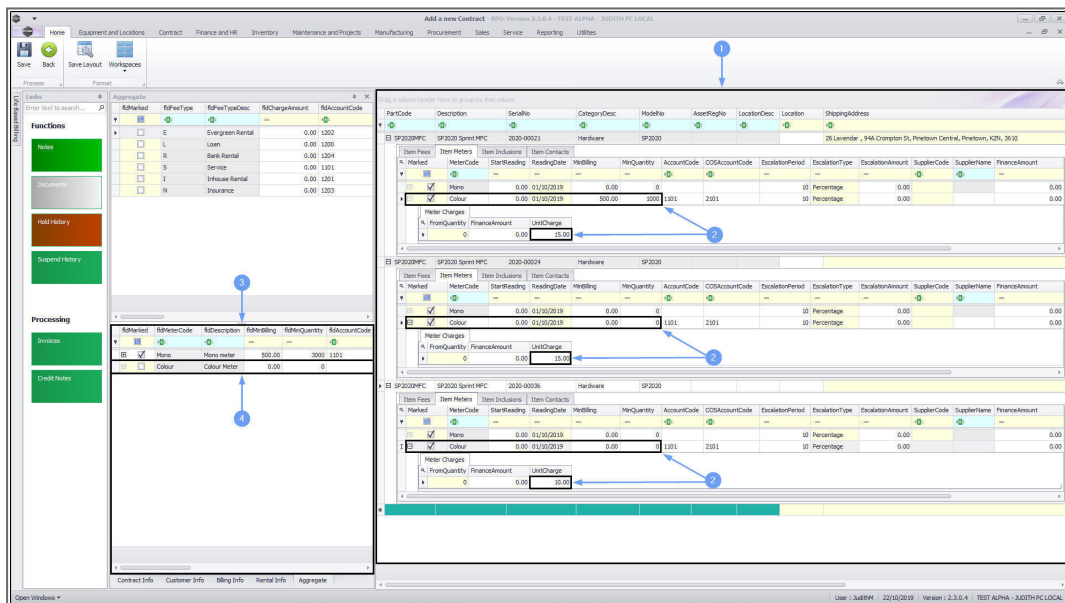 Add a new Contract - BPO: Version 2.3.0.4 - TEST ALPHA - JUDITH PC LOCAL
Home Equipment and Locations Contract Finance and HR Inventory Maintenance and Projects Manufacturing Procurement Sales Service Reporting Utilities
Save Back Save Layout Workspaces
Process Format
1
Life Based Billing
Links
Enter text to search...
Functions
Notes
Documents
Hold History
Suspend History
Processing
Invoices
Credit Notes
Aggregate
fldMarked fldFeeType fldFeeTypeDesc fldChargeAmount fldAccountCode
E Evergreen Rental 0.00 1202
L Loan 0.00 1200
R Bank Rental 0.00 1204
S Service 0.00 1101
I Inhouse Rental 0.00 1201
N Insurance 0.00 1203
3
fldMarked fldMeterCode fldDescription fldMinBilling fldMinQuantity fldAccountCode
Mono Mono meter 500.00 3000 1101
Colour Colour Meter 0.00 0
4
Contract Info Customer Info Billing Info Rental Info Aggregate
Drag a column header here to group by that column
PartCode Description SerialNo CategoryDesc ModelNo AssetRegNo LocationDesc Location ShippingAddress
SP2020MFC SP2020 Sprint MFC 2020-00021 Hardware SP2020 26 Lavendar , 94A Crompton St, Pinetown Central, Pinetown, KZN, 3610
Item Fees Item Meters Item Inclusions Item Contacts
Marked MeterCode StartReading ReadingDate MinBilling MinQuantity AccountCode COSAccountCode EscalationPeriod EscalationType EscalationAmount SupplierCode SupplierName FinanceAmount
Mono 0.00 01/10/2019 0.00 0 10 Percentage 0.00 0.00
Colour 0.00 01/10/2019 500.00 1000 1101 2101 10 Percentage 0.00 0.00
Meter Charges
2
FromQuantity FinanceAmount UnitCharge
0 0.00 15.00
SP2020MFC SP2020 Sprint MFC 2020-00024 Hardware SP2020
Item Fees Item Meters Item Inclusions Item Contacts
Marked MeterCode StartReading ReadingDate MinBilling MinQuantity AccountCode COSAccountCode EscalationPeriod EscalationType EscalationAmount SupplierCode SupplierName FinanceAmount
Mono 0.00 01/10/2019 0.00 0 10 Percentage 0.00 0.00
Colour 0.00 01/10/2019 0.00 0 1101 2101 10 Percentage 0.00 0.00
Meter Charges
2
FromQuantity FinanceAmount UnitCharge
0 0.00 15.00
SP2020MFC SP2020 Sprint MFC 2020-00036 Hardware SP2020
Item Fees Item Meters Item Inclusions Item Contacts
Marked MeterCode StartReading ReadingDate MinBilling MinQuantity AccountCode COSAccountCode EscalationPeriod EscalationType EscalationAmount SupplierCode SupplierName FinanceAmount
Mono 0.00 01/10/2019 0.00 0 10 Percentage 0.00 0.00
Colour 0.00 01/10/2019 0.00 0 1101 2101 10 Percentage 0.00 0.00
Meter Charges
2
FromQuantity FinanceAmount UnitCharge
0 0.00 10.00
Open Windows
User : JudithM 22/10/2019 Version : 2.3.0.4 TEST ALPHA - JUDITH PC LOCAL